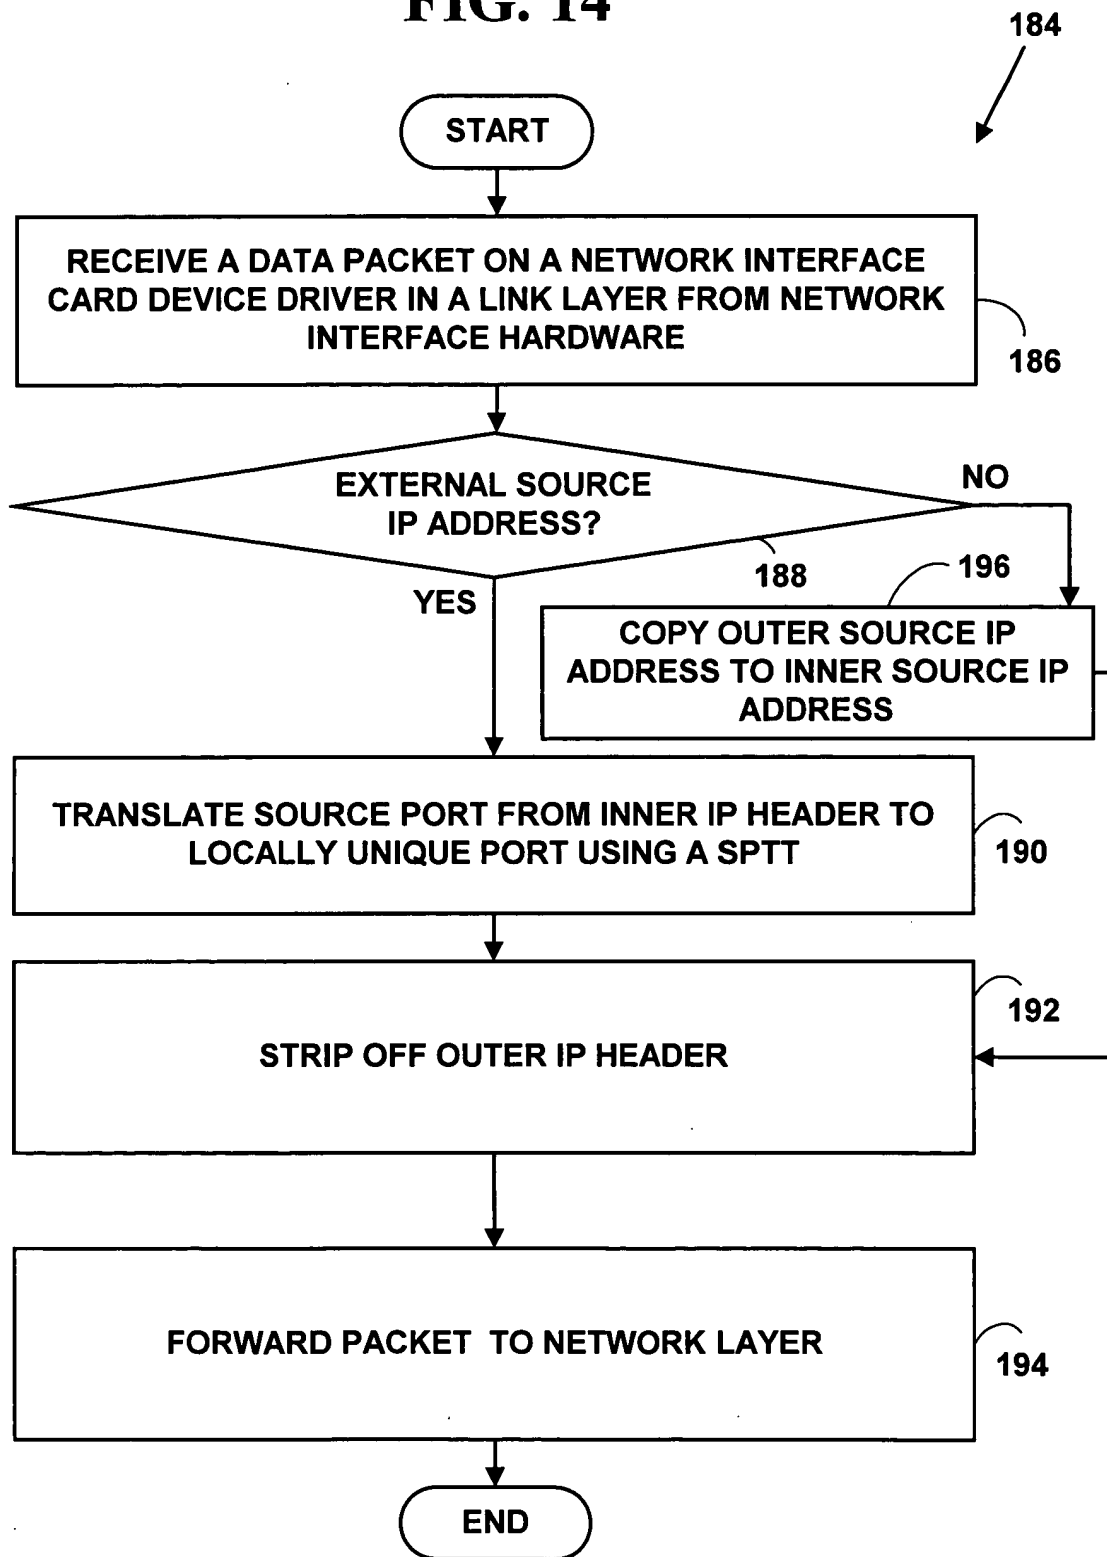 FIG. 14
184
START
RECEIVE A DATA PACKET ON A NETWORK INTERFACE
CARD DEVICE DRIVER IN A LINK LAYER FROM NETWORK
INTERFACE HARDWARE
186
EXTERNAL SOURCE
IP ADDRESS?
NO
188
196
YES
COPY OUTER SOURCE IP
ADDRESS TO INNER SOURCE IP
ADDRESS
TRANSLATE SOURCE PORT FROM INNER IP HEADER TO
LOCALLY UNIQUE PORT USING A SPTT
190
192
STRIP OFF OUTER IP HEADER
FORWARD PACKET TO NETWORK LAYER
194
END